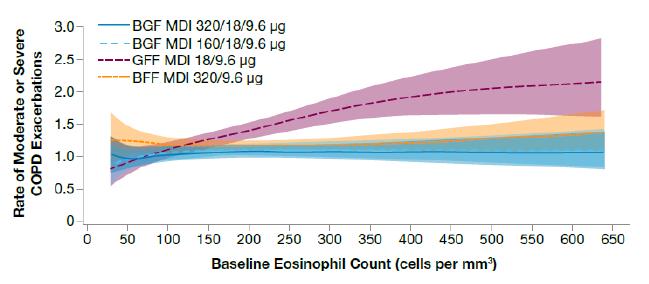 BGF MDI 320/18/9.6 µg
BGF MDI 160/18/9.6 µg
GFF MDI 18/9.6 µg
BFF MDI 320/9.6 µg
Rate of Moderate or Severe
COPD Exacerbations
3.0
2.5
2.0
1.5
1.0
0.5
0
0 50 100 150 200 250 300 350 400 450 500 550 600 650
Baseline Eosinophil Count (cells per mm³)